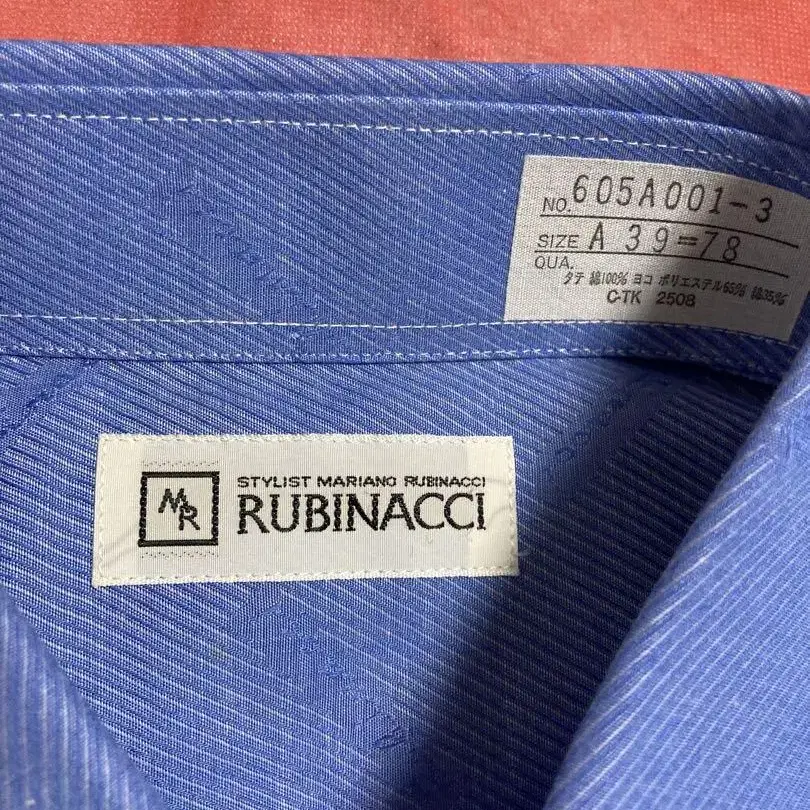 NO. 605A001-3
SIZE A 39=78
QUA.
タテ 綿100% ヨコ ポリエステル65% 綿35%
C-TK 2508
MR
STYLIST MARIANO RUBINACCI
RUBINACCI